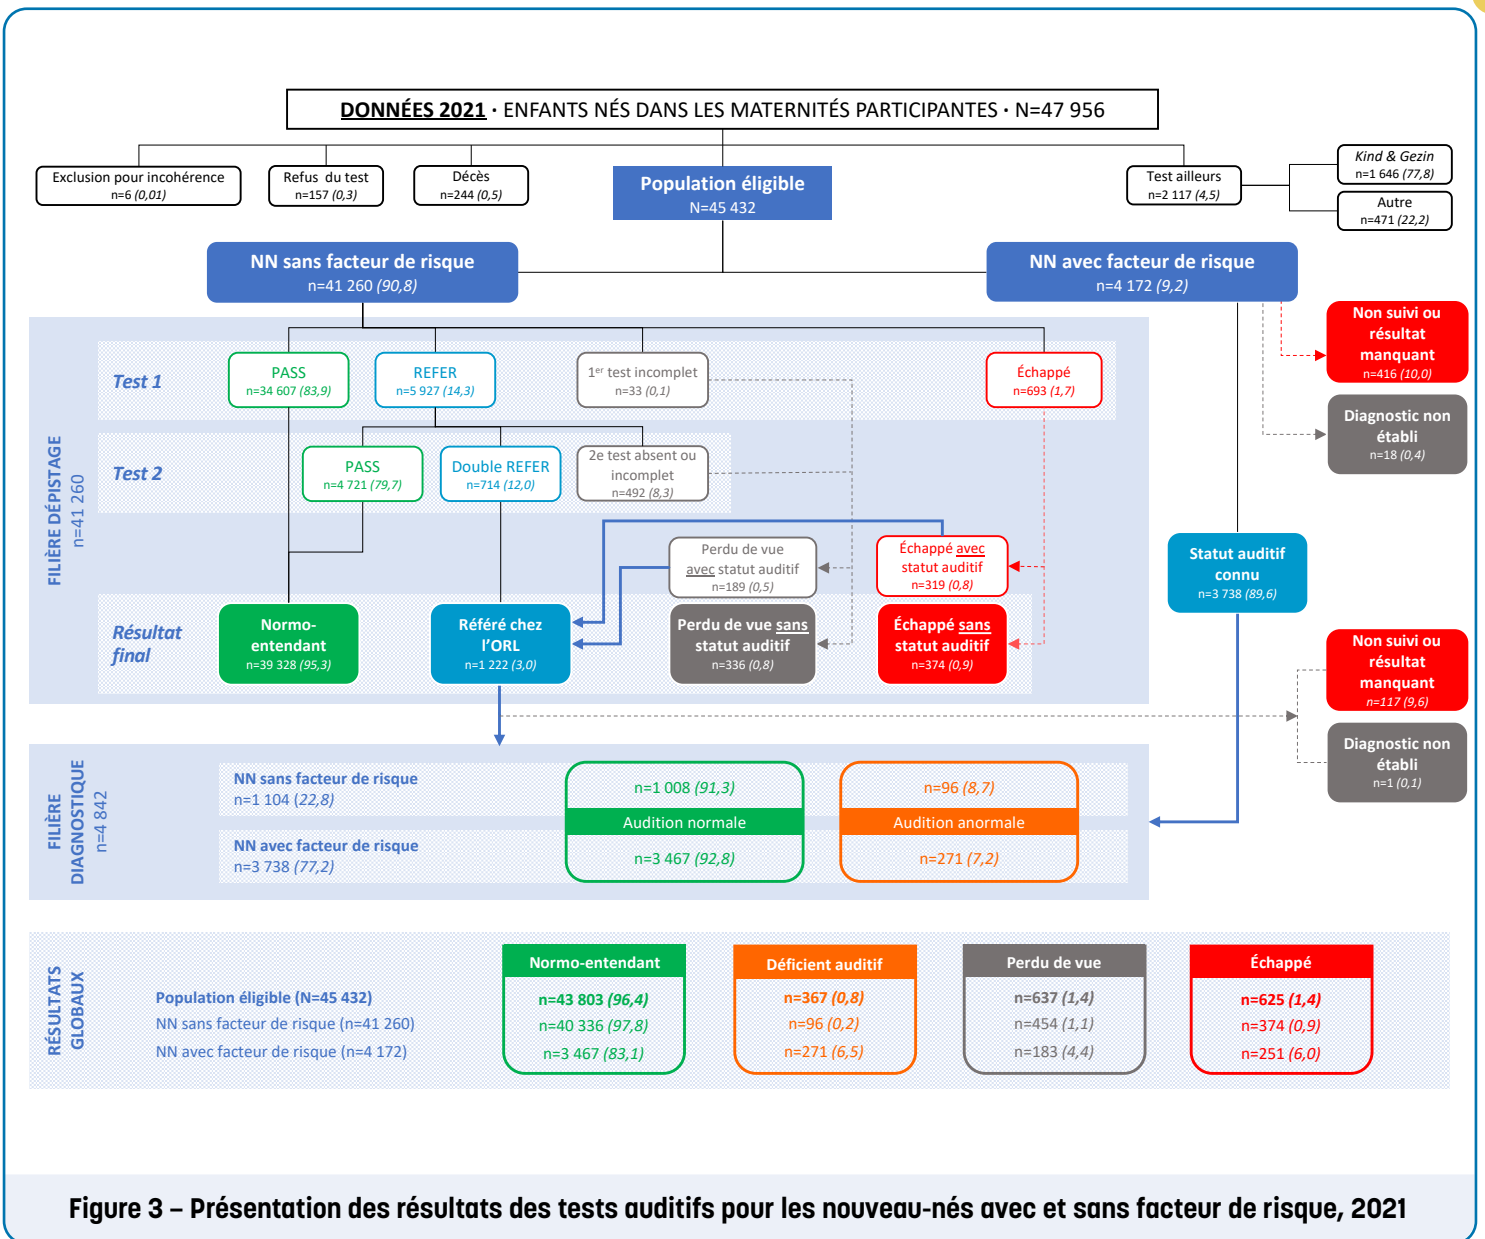 DONNÉES 2021 · ENFANTS NÉS DANS LES MATERNITÉS PARTICIPANTES · N=47 956
Exclusion pour incohérence
n=6 (0,01)
Refus du test
n=157 (0,3)
Décès
n=244 (0,5)
Population éligible
N=45 432
Test ailleurs
n=2 117 (4,5)
Kind & Gezin
n=1 646 (77,8)
Autre
n=471 (22,2)
NN sans facteur de risque
n=41 260 (90,8)
NN avec facteur de risque
n=4 172 (9,2)
Non suivi ou
résultat
manquant
n=416 (10,0)
Diagnostic non
établi
n=18 (0,4)
FILIÈRE DÉPISTAGE
n=41 260
Test 1
PASS
n=34 607 (83,9)
REFER
n=5 927 (14,3)
1er test incomplet
n=33 (0,1)
Échappé
n=693 (1,7)
Test 2
PASS
n=4 721 (79,7)
Double REFER
n=714 (12,0)
2e test absent ou
incomplet
n=492 (8,3)
Perdu de vue
avec statut auditif
n=189 (0,5)
Échappé avec
statut auditif
n=319 (0,8)
Statut auditif
connu
n=3 738 (89,6)
Résultat
final
Normo-
entendant
n=39 328 (95,3)
Référé chez
l'ORL
n=1 222 (3,0)
Perdu de vue sans
statut auditif
n=336 (0,8)
Échappé sans
statut auditif
n=374 (0,9)
Non suivi ou
résultat
manquant
n=117 (9,6)
Diagnostic non
établi
n=1 (0,1)
FILIÈRE
DIAGNOSTIQUE
n=4 842
NN sans facteur de risque
n=1 104 (22,8)
n=1 008 (91,3)
n=96 (8,7)
Audition normale
Audition anormale
NN avec facteur de risque
n=3 738 (77,2)
n=3 467 (92,8)
n=271 (7,2)
RÉSULTATS
GLOBAUX
Normo-entendant
Déficient auditif
Perdu de vue
Échappé
Population éligible (N=45 432)
n=43 803 (96,4)
n=367 (0,8)
n=637 (1,4)
n=625 (1,4)
NN sans facteur de risque (n=41 260)
n=40 336 (97,8)
n=96 (0,2)
n=454 (1,1)
n=374 (0,9)
NN avec facteur de risque (n=4 172)
n=3 467 (83,1)
n=271 (6,5)
n=183 (4,4)
n=251 (6,0)
Figure 3 – Présentation des résultats des tests auditifs pour les nouveau-nés avec et sans facteur de risque, 2021